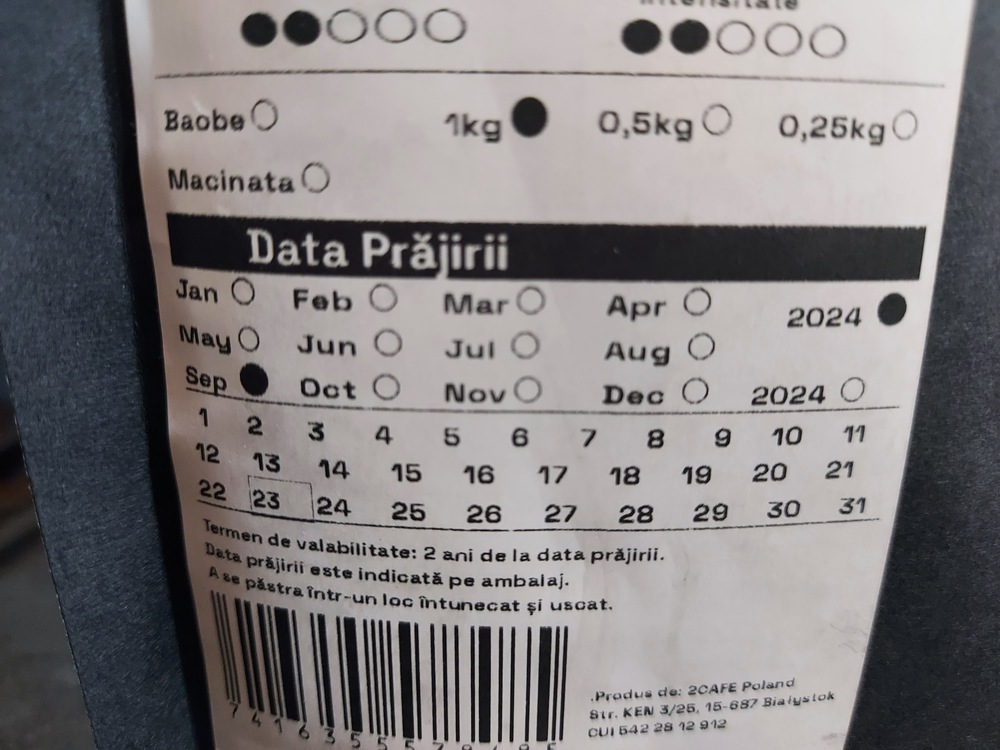 Intensitate
Baobe 1kg 0,5kg 0,25kg
Macinata
Data Prăjirii
Jan Feb Mar Apr 2024
May Jun Jul Aug
Sep Oct Nov Dec 2024
1 2 3 4 5 6 7 8 9 10 11
12 13 14 15 16 17 18 19 20 21
22 23 24 25 26 27 28 29 30 31
Termen de valabilitate: 2 ani de la data prăjirii.
Data prăjirii este indicată pe ambalaj.
A se păstra într-un loc întunecat și uscat.
.Produs de: 2CAFE Poland
Str. KEN 3/25, 15-687 Bialystok
CUI 542 28 12 912